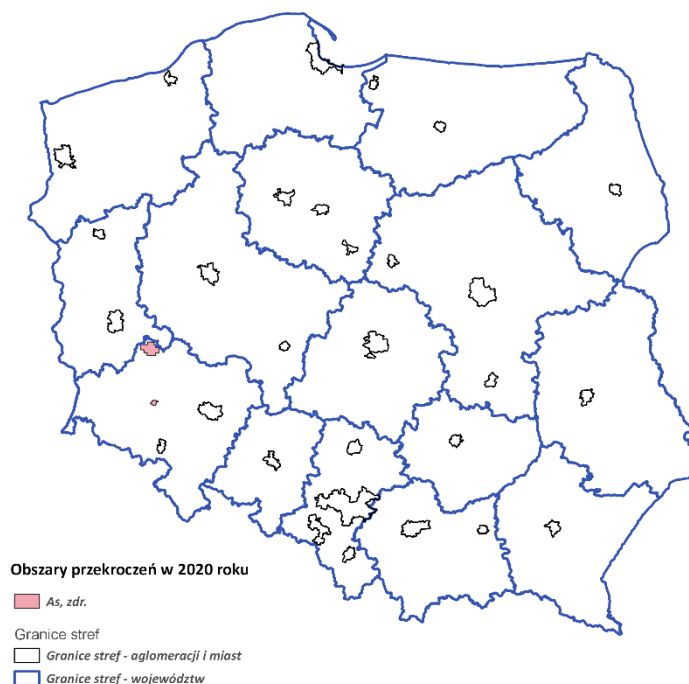 Obszary przekroczeń w 2020 roku
As, zdr.
Granice stref
Granice stref - aglomeracji i miast
Granice stref - województw